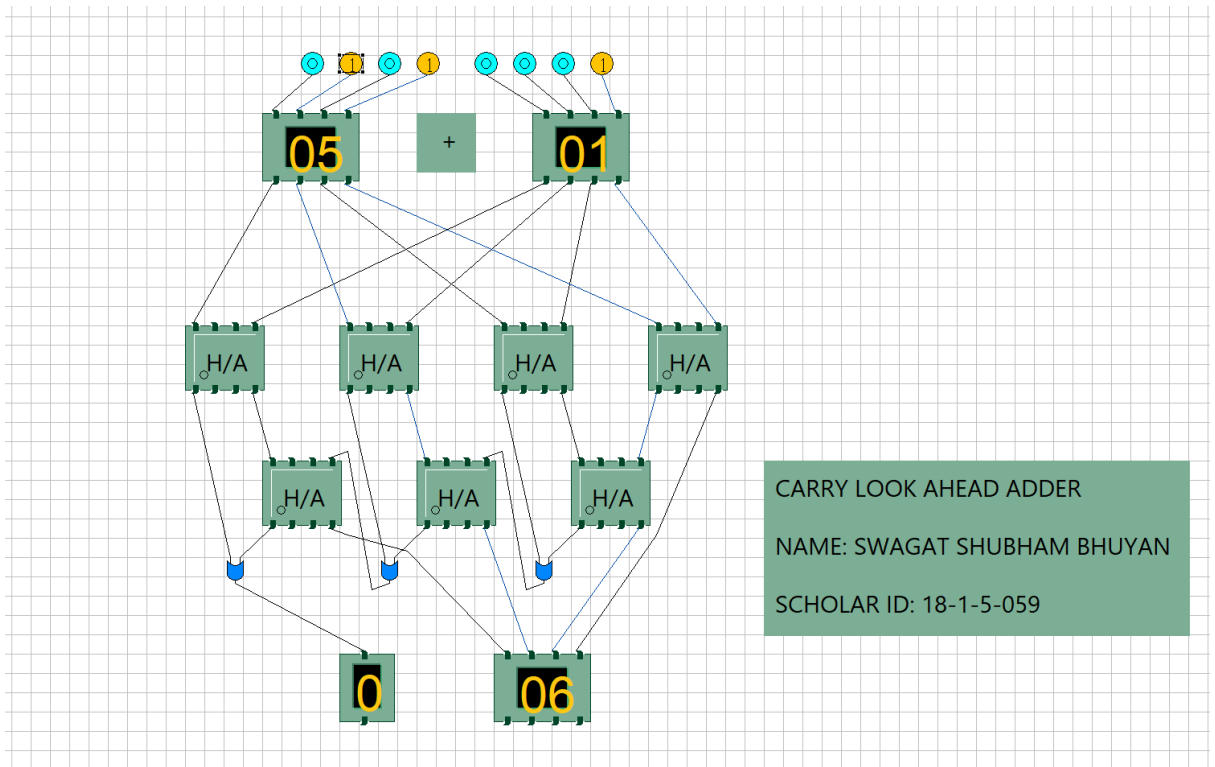 0 1 0 1 0 0 0 1
05 + 01
H/A H/A H/A H/A
H/A H/A H/A
CARRY LOOK AHEAD ADDER
NAME: SWAGAT SHUBHAM BHUYAN
SCHOLAR ID: 18-1-5-059
0 06